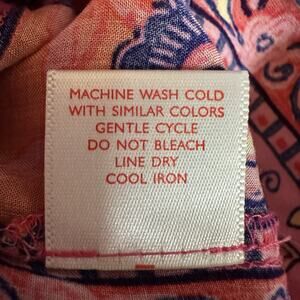 MACHINE WASH COLD
WITH SIMILAR COLORS
GENTLE CYCLE
DO NOT BLEACH
LINE DRY
COOL IRON